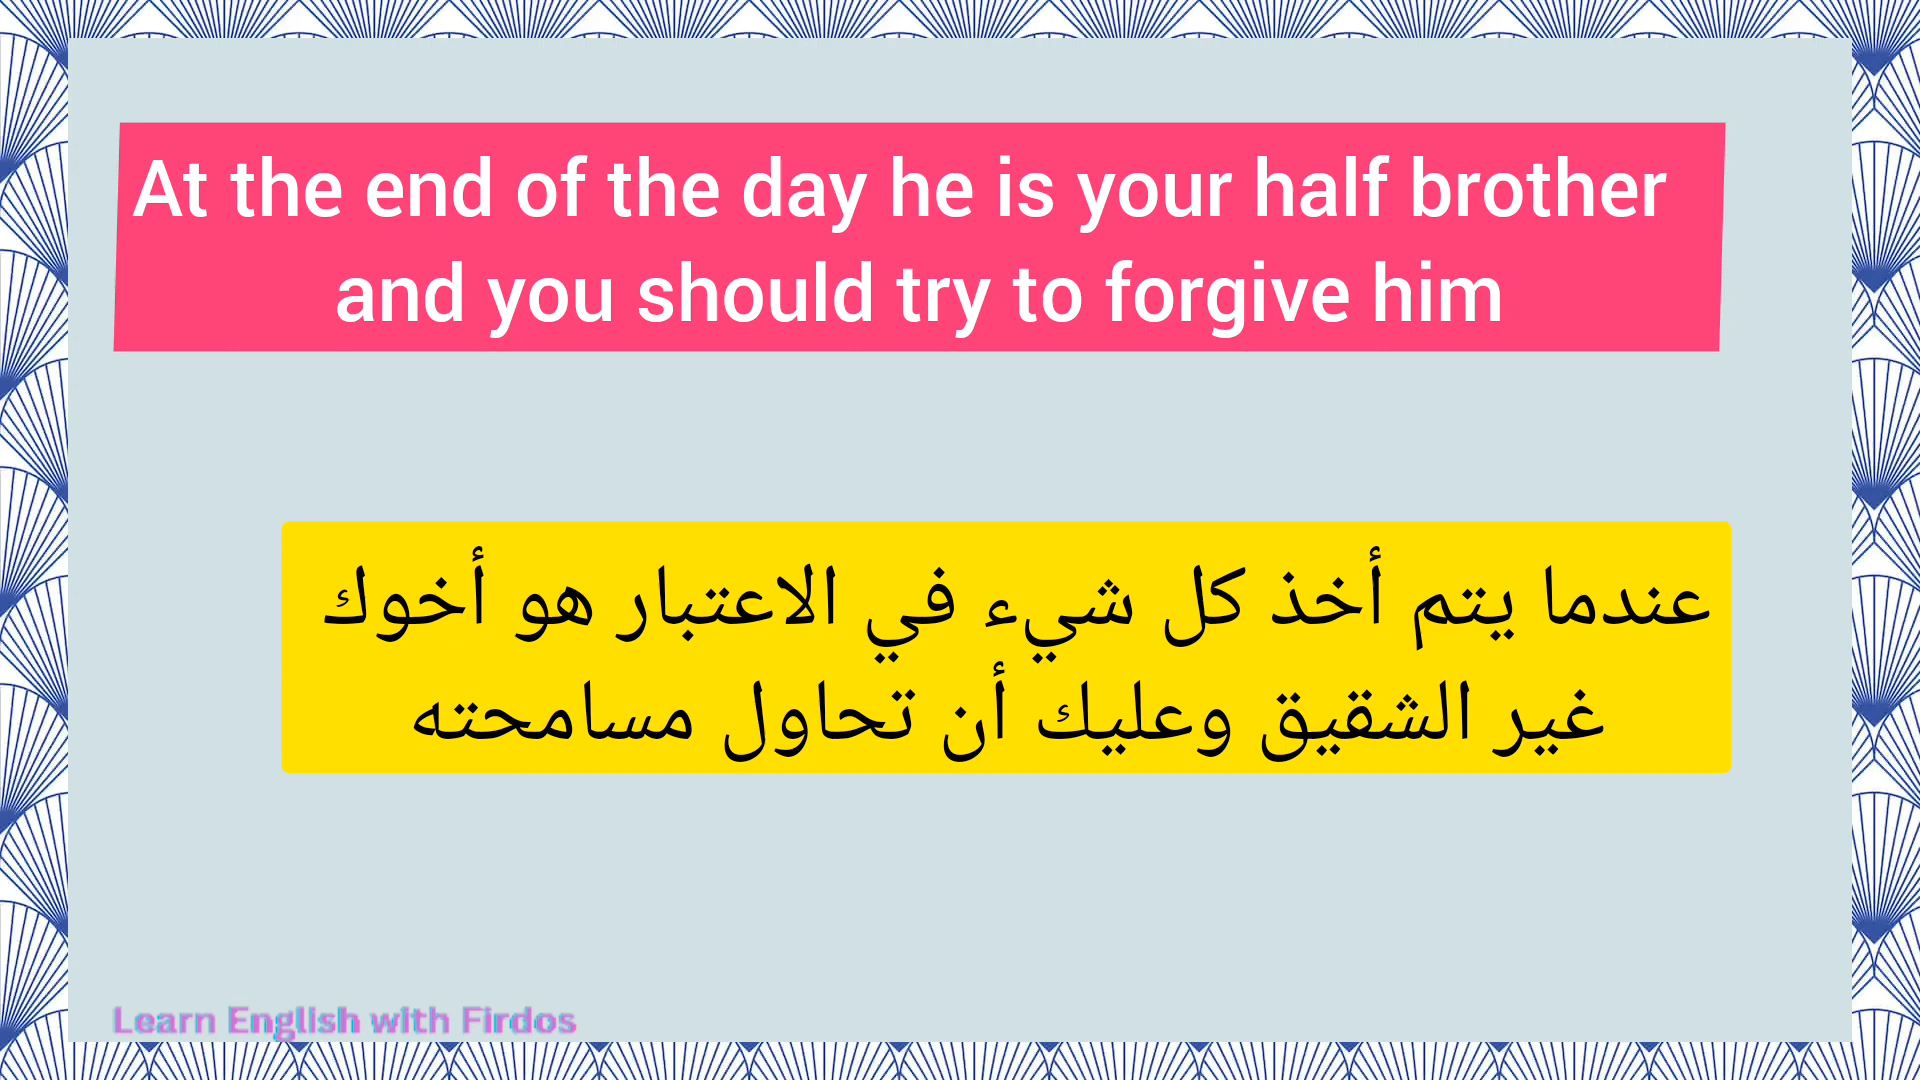 At the end of the day he is your half brother
and you should try to forgive him
عندما يتم أخذ كل شيء في الاعتبار هو أخوك
غير الشقيق وعليك أن تحاول مسامحته
Learn English with Firdos